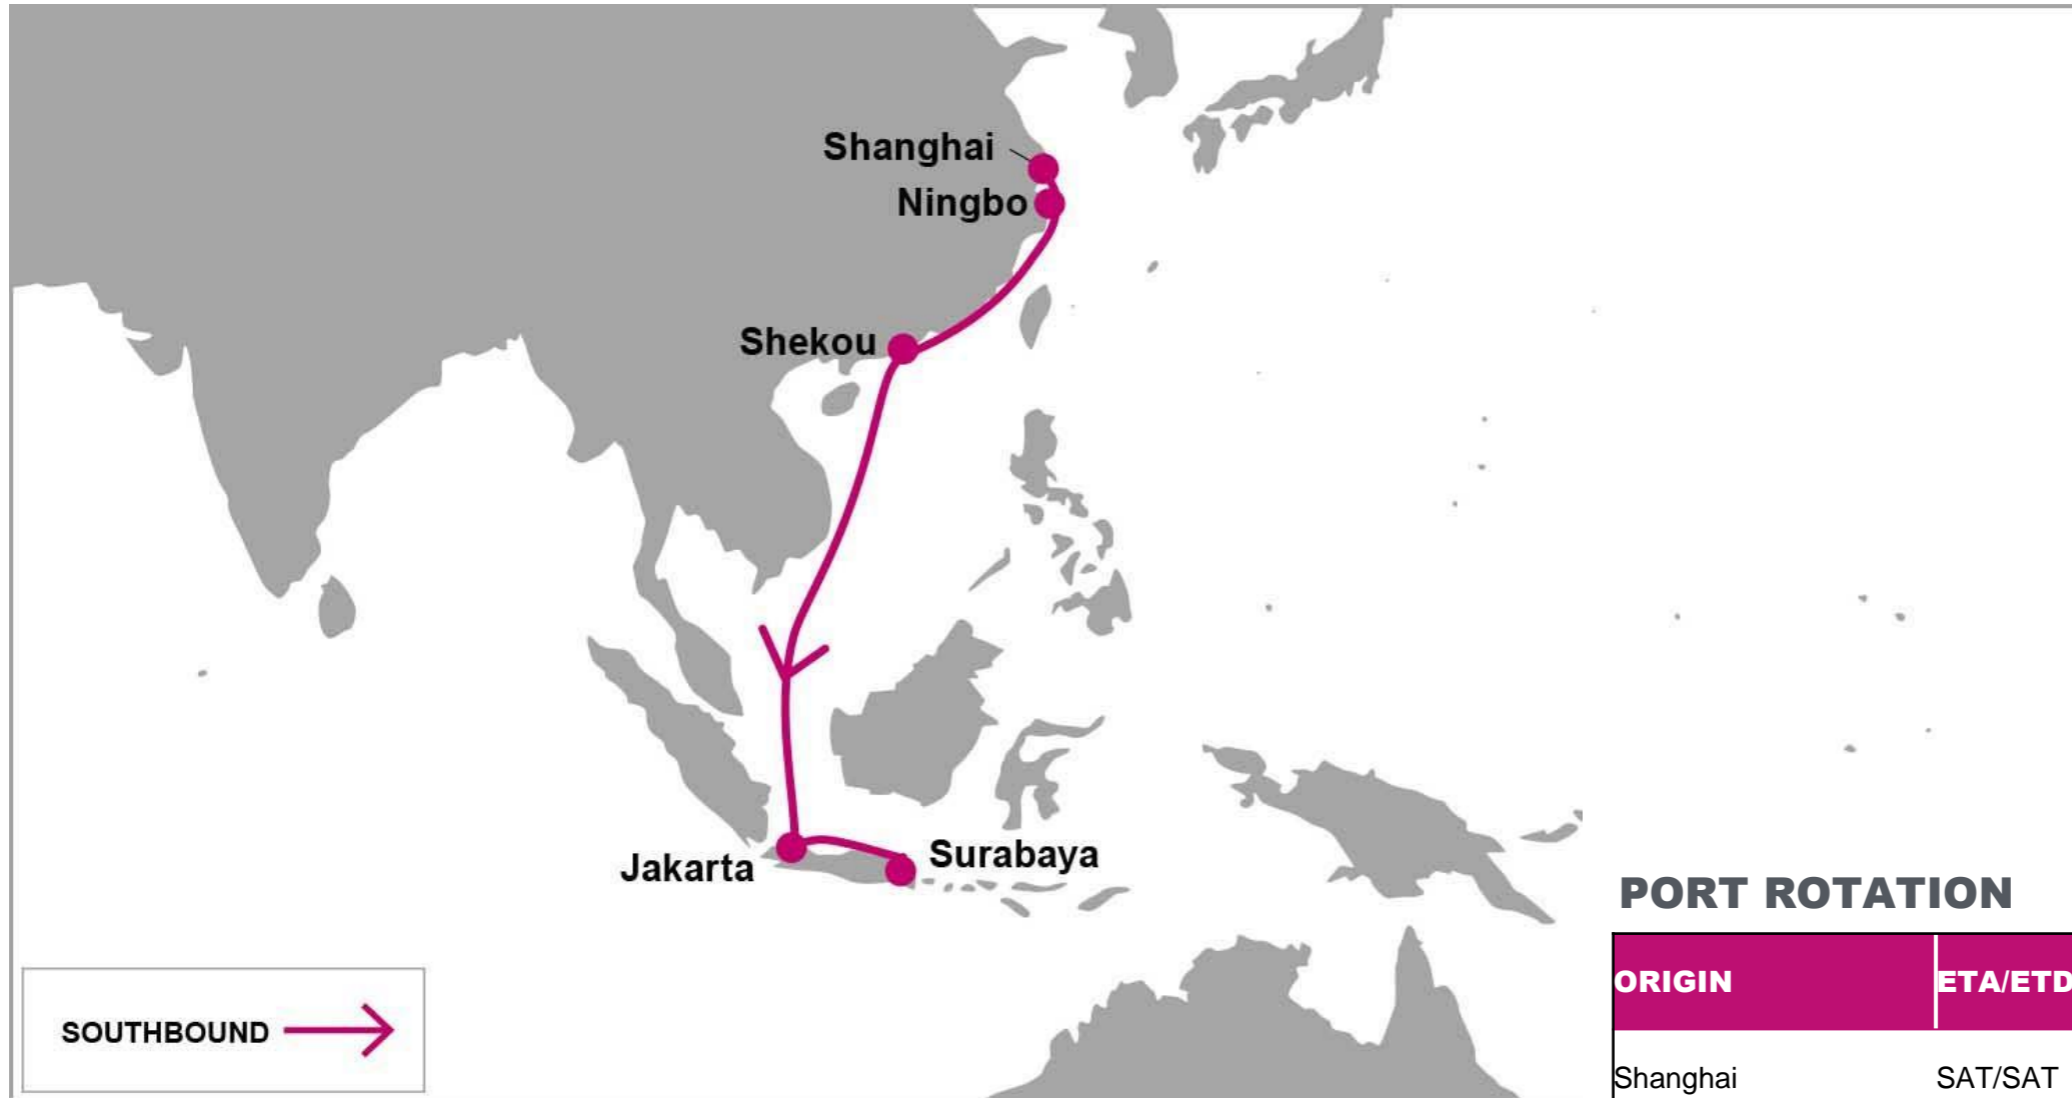 Shanghai
Ningbo
Shekou
Jakarta
Surabaya
SOUTHBOUND
PORT ROTATION
ORIGIN ETA/ETD
Shanghai SAT/SAT